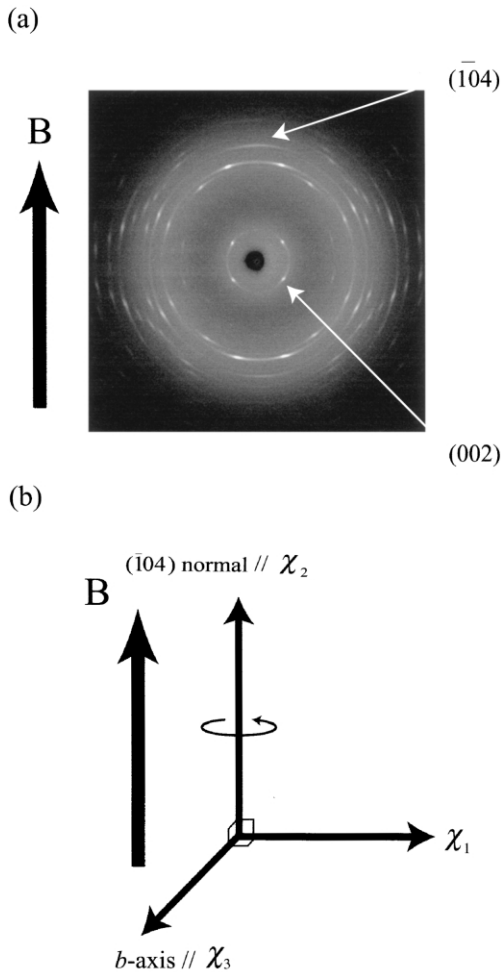 (a)
(1̄04)
B
(002)
(b)
(1̄04) normal // χ₂
B
χ₁
b-axis // χ₃